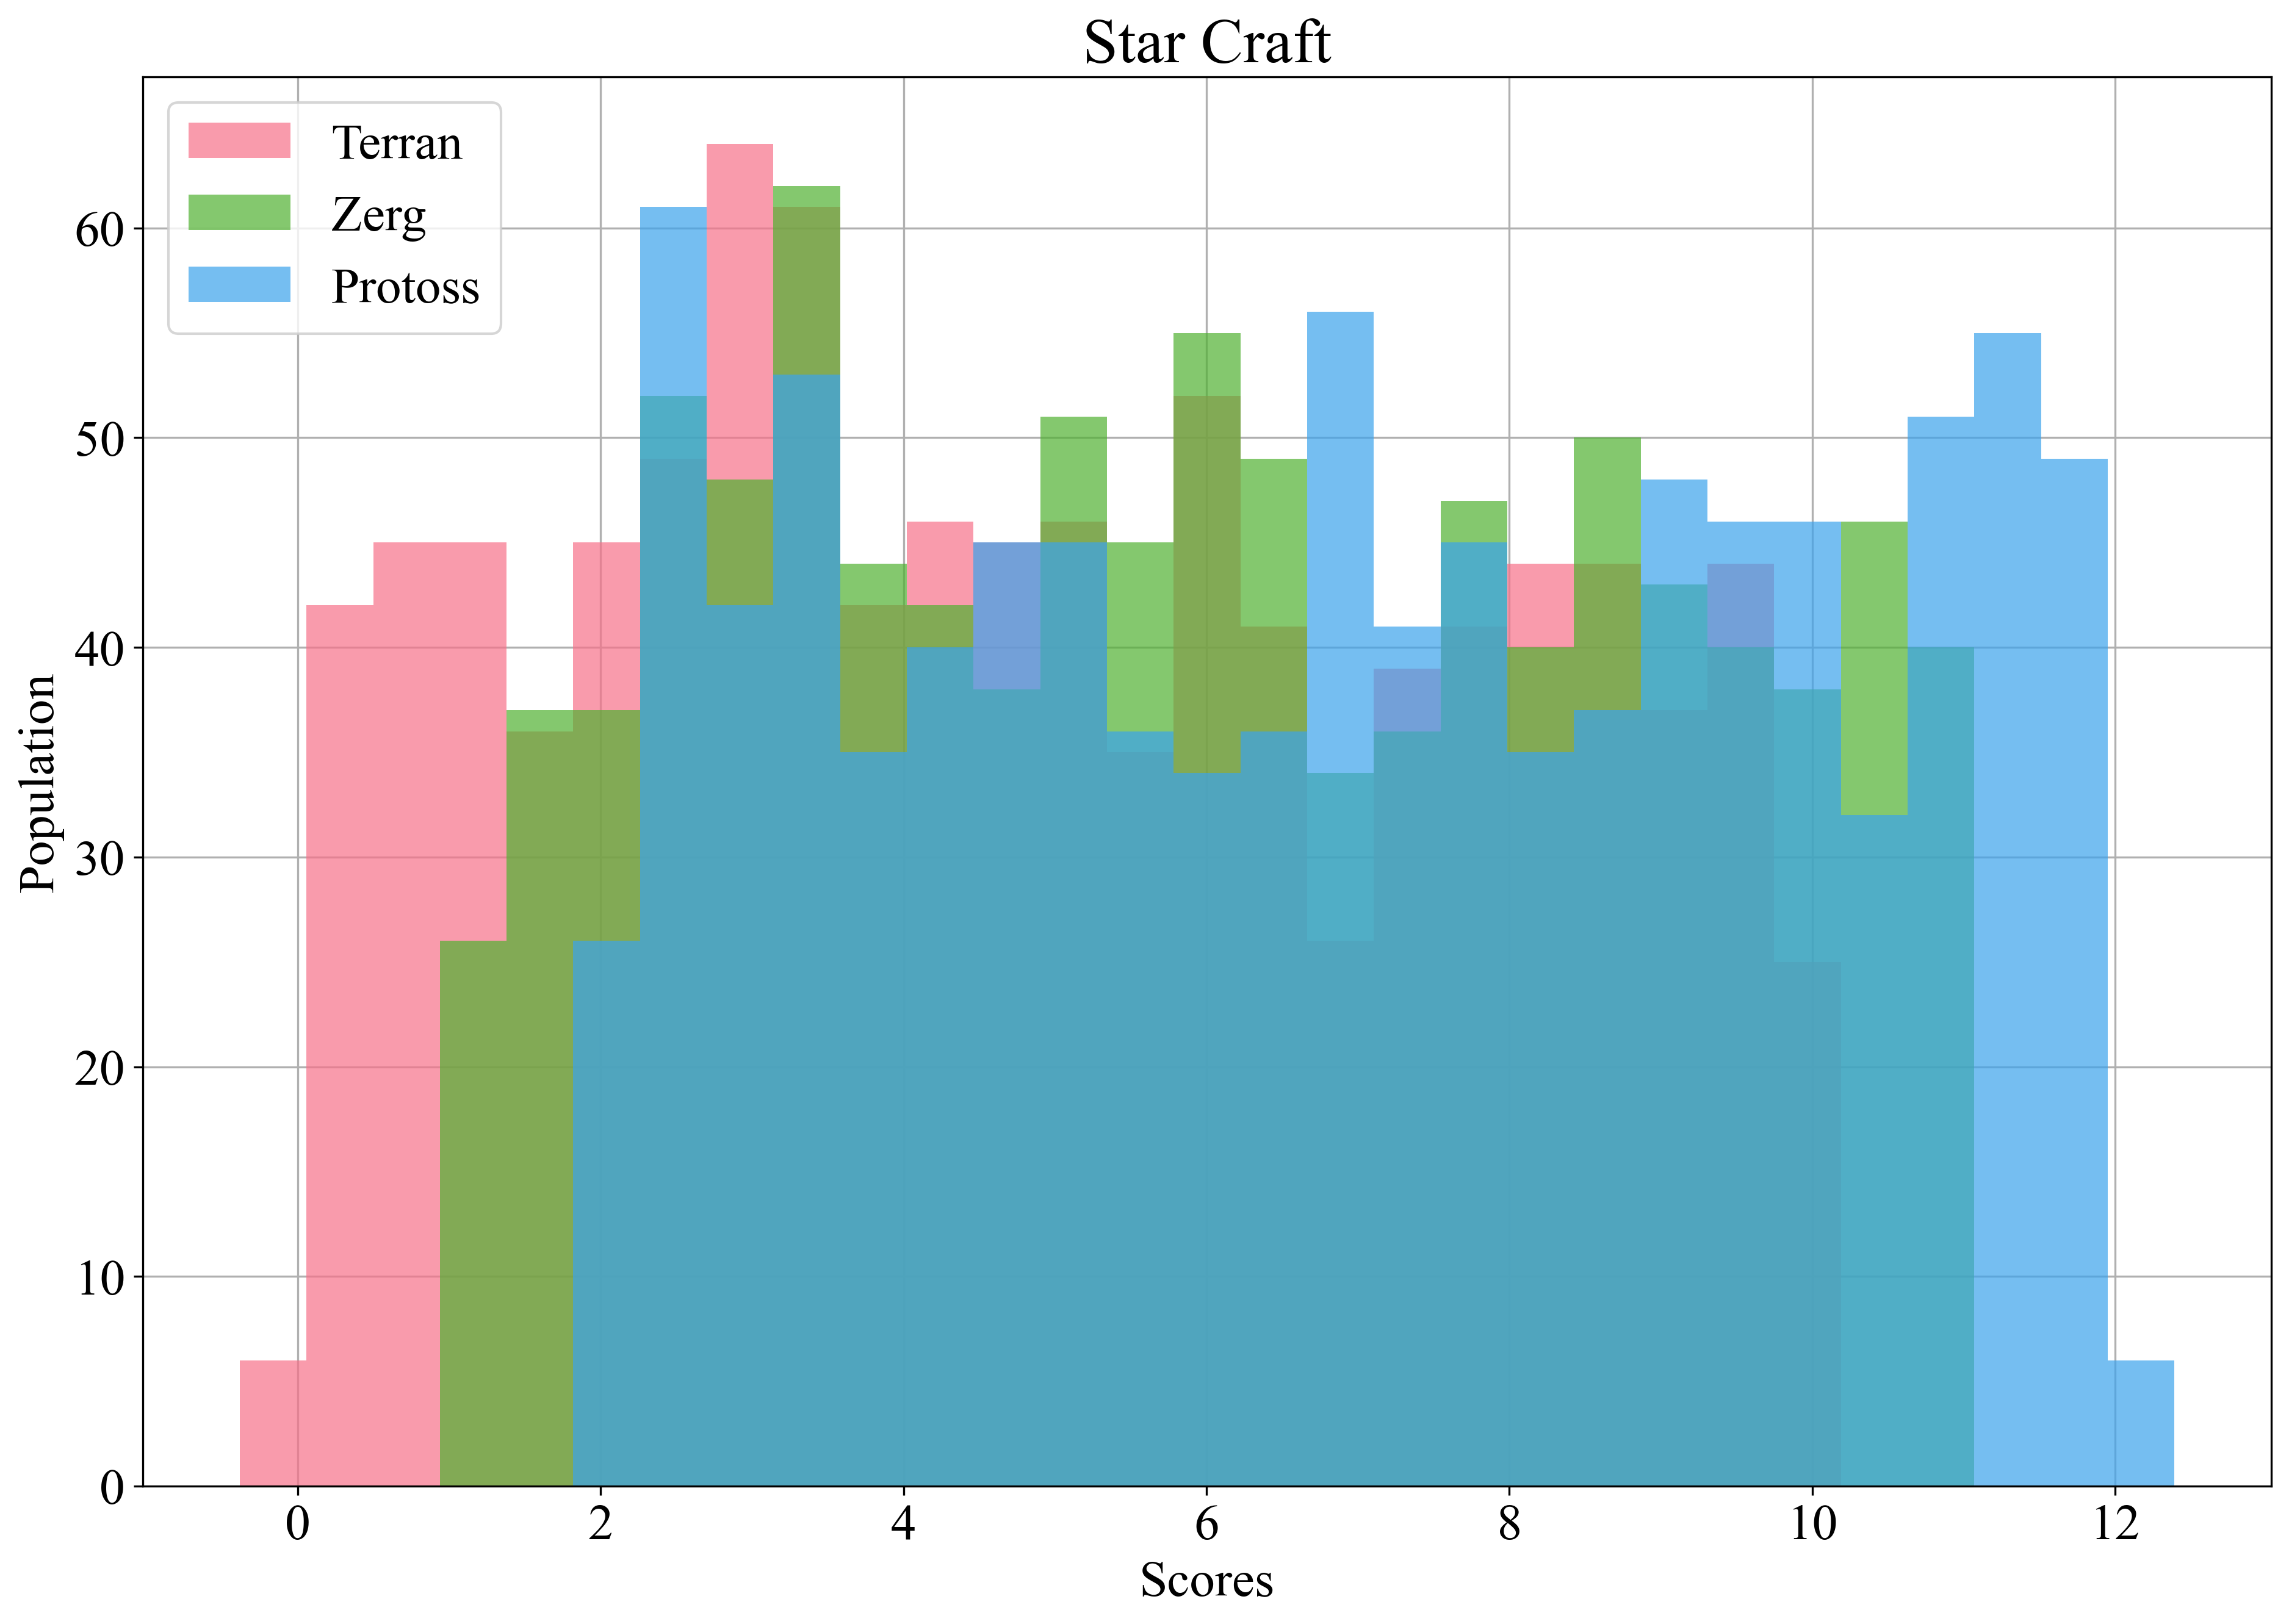 Star Craft
Terran
Zerg
Protoss
Population
60
50
40
30
20
10
0
0 2 4 6 8 10 12
Scores